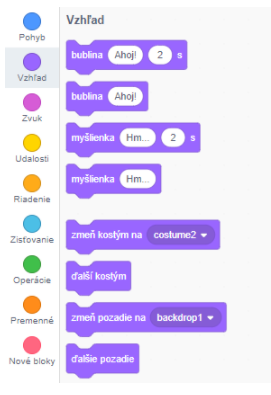 Pohyb
Vzhľad
Zvuk
Udalosti
Riadenie
Zisťovanie
Operácie
Premenné
Nové bloky
Vzhľad
bublina Ahoj! 2 s
bublina Ahoj!
myšlienka Hm... 2 s
myšlienka Hm...
zmeň kostým na costume2
ďalší kostým
zmeň pozadie na backdrop1
ďalšie pozadie